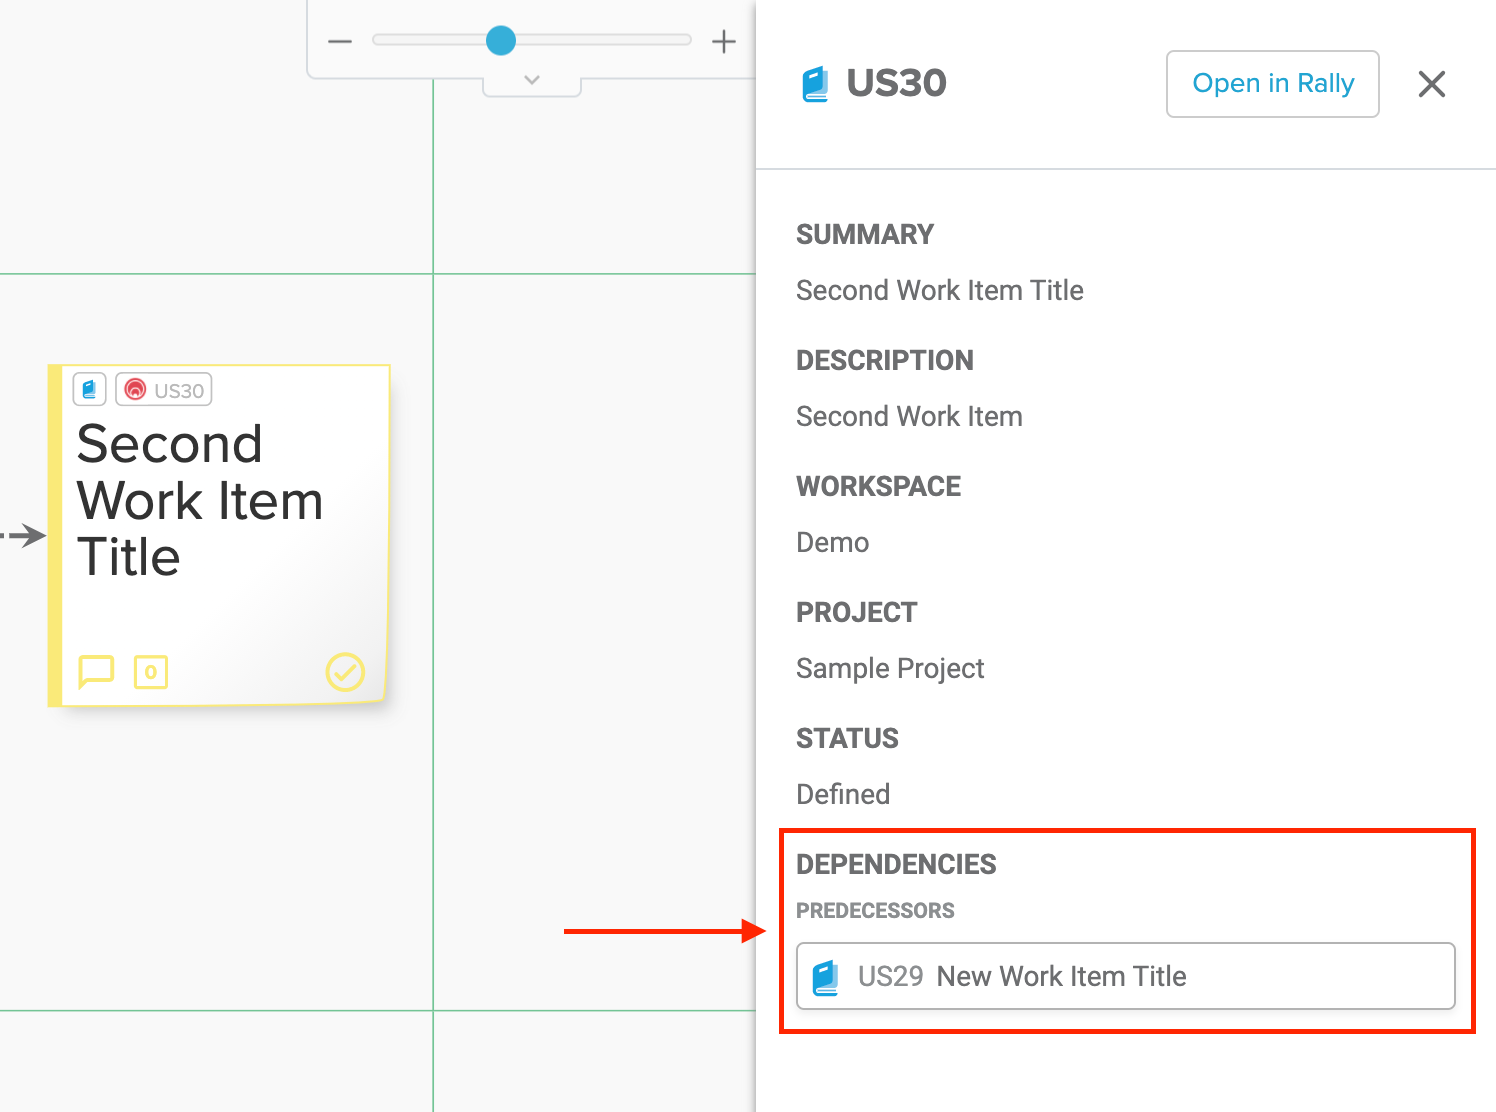 US30
Second
Work Item
Title
0
US30
Open in Rally
SUMMARY
Second Work Item Title
DESCRIPTION
Second Work Item
WORKSPACE
Demo
PROJECT
Sample Project
STATUS
Defined
DEPENDENCIES
PREDECESSORS
US29 New Work Item Title